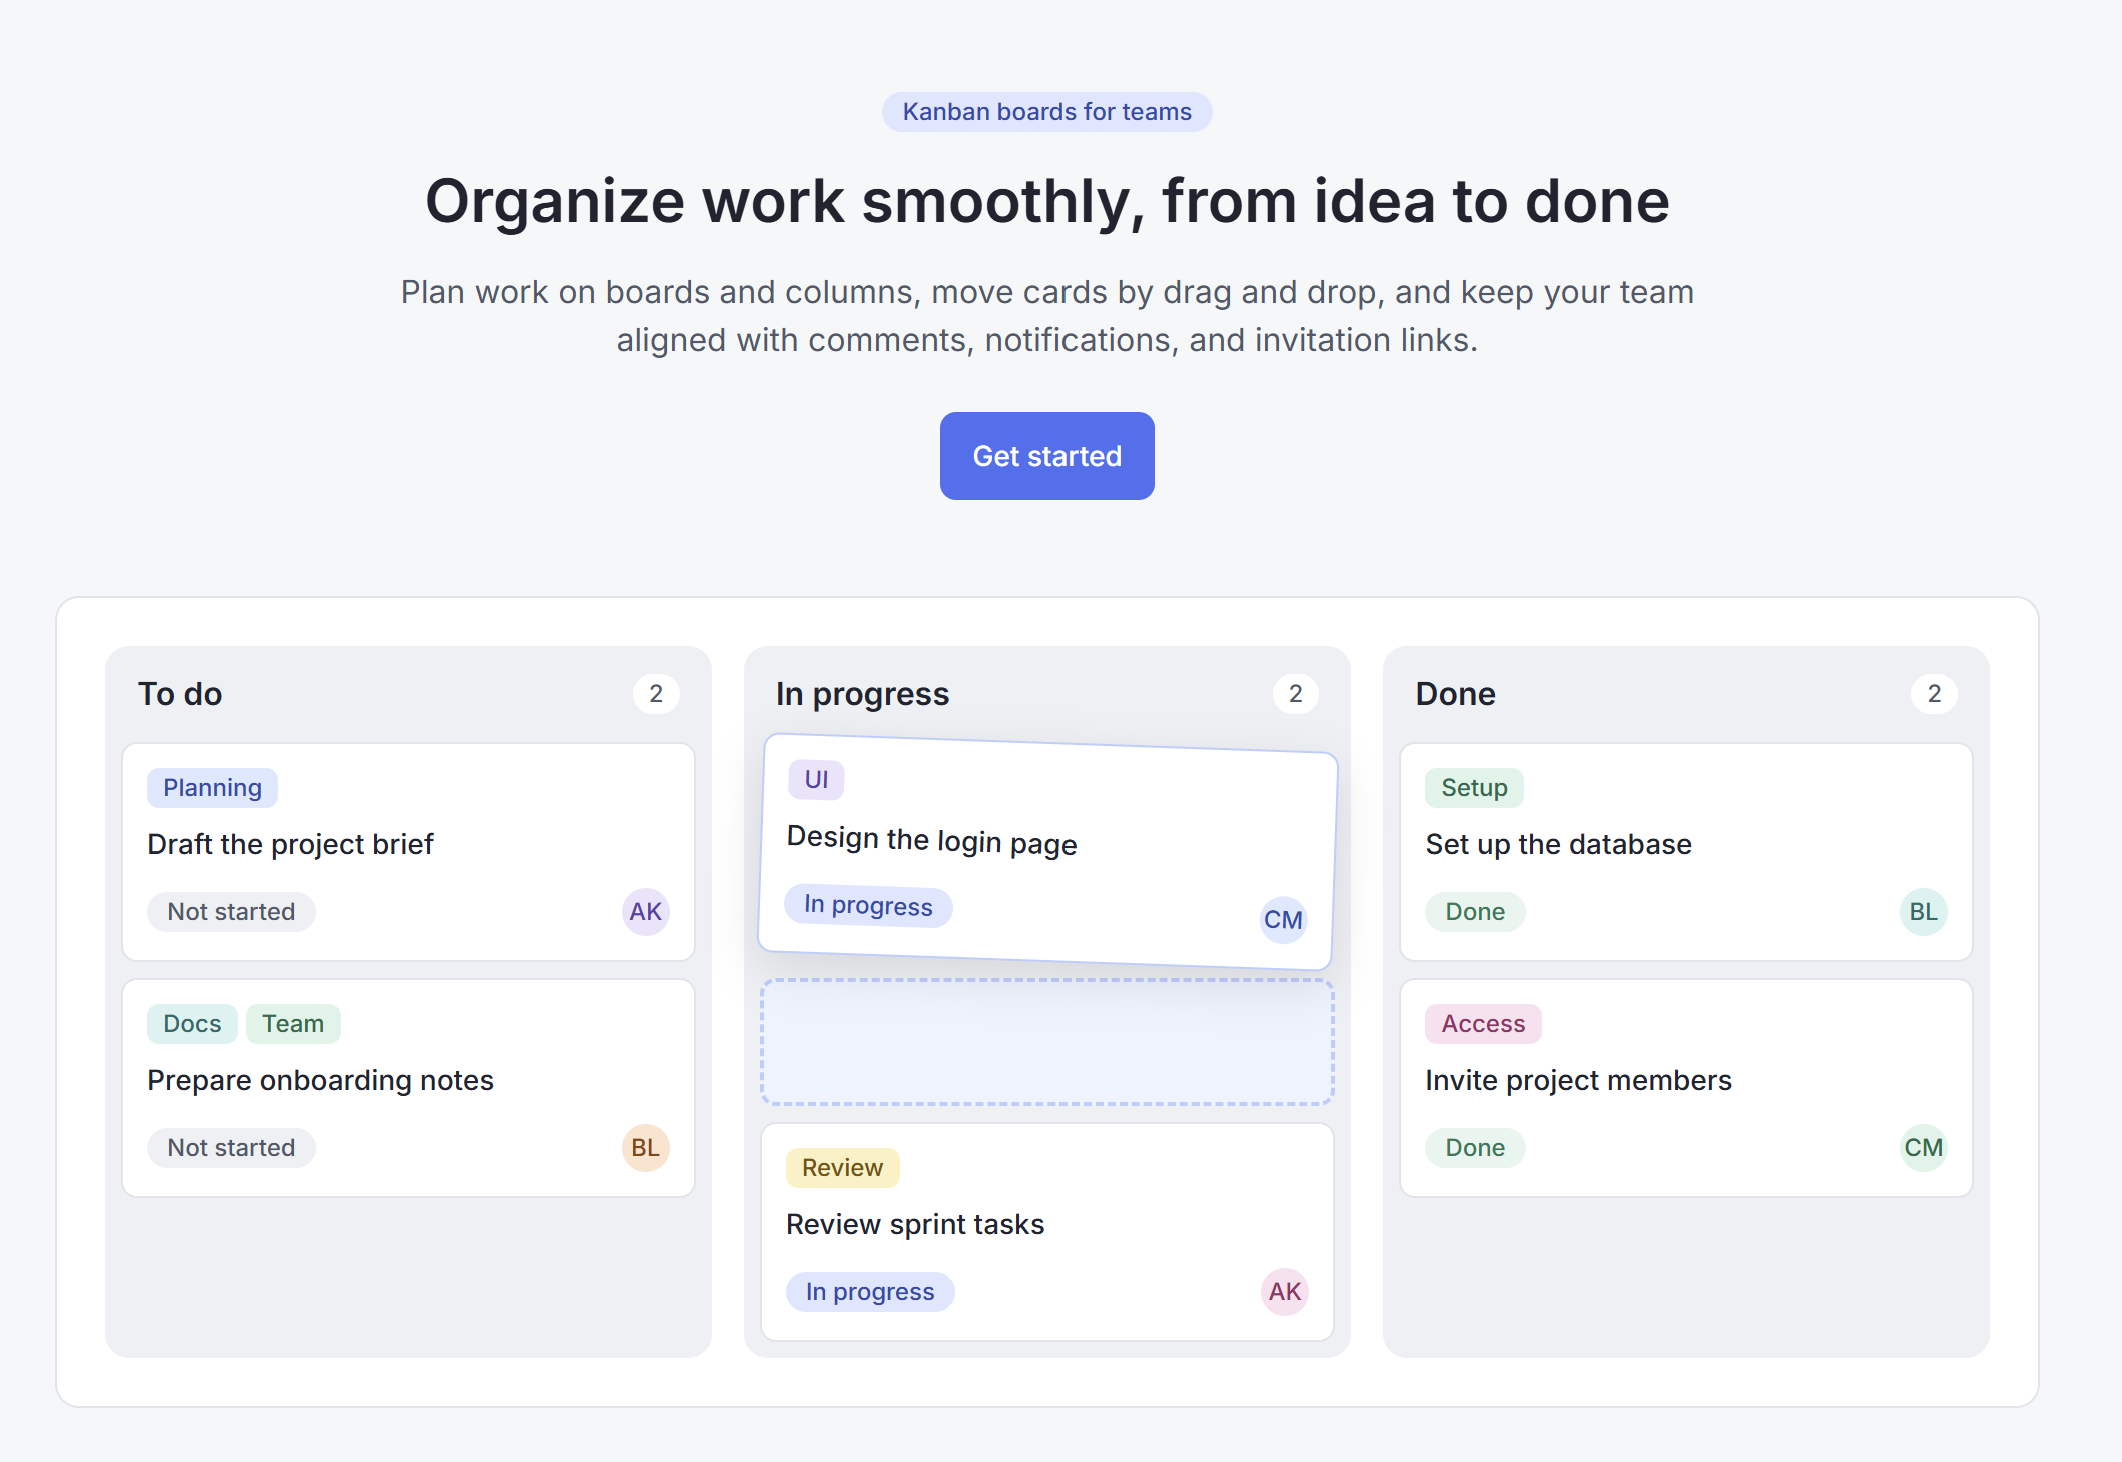 Kanban boards for teams
Organize work smoothly, from idea to done
Plan work on boards and columns, move cards by drag and drop, and keep your team
aligned with comments, notifications, and invitation links.
Get started
To do
2
Planning
Draft the project brief
Not started
AK
Docs
Team
Prepare onboarding notes
Not started
BL
In progress
2
UI
Design the login page
In progress
CM
Review
Review sprint tasks
In progress
AK
Done
2
Setup
Set up the database
Done
BL
Access
Invite project members
Done
CM